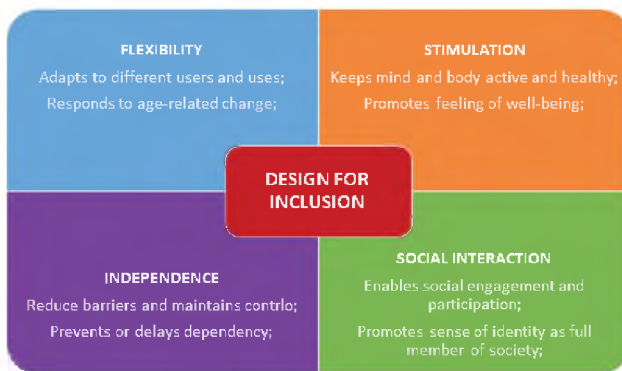 FLEXIBILITY
Adapts to different users and uses;
Responds to age-related change;
STIMULATION
Keeps mind and body active and healthy;
Promotes feeling of well-being;
DESIGN FOR
INCLUSION
INDEPENDENCE
Reduce barriers and maintains contrlo;
Prevents or delays dependency;
SOCIAL INTERACTION
Enables social engagement and
participation;
Promotes sense of identity as full
member of society;